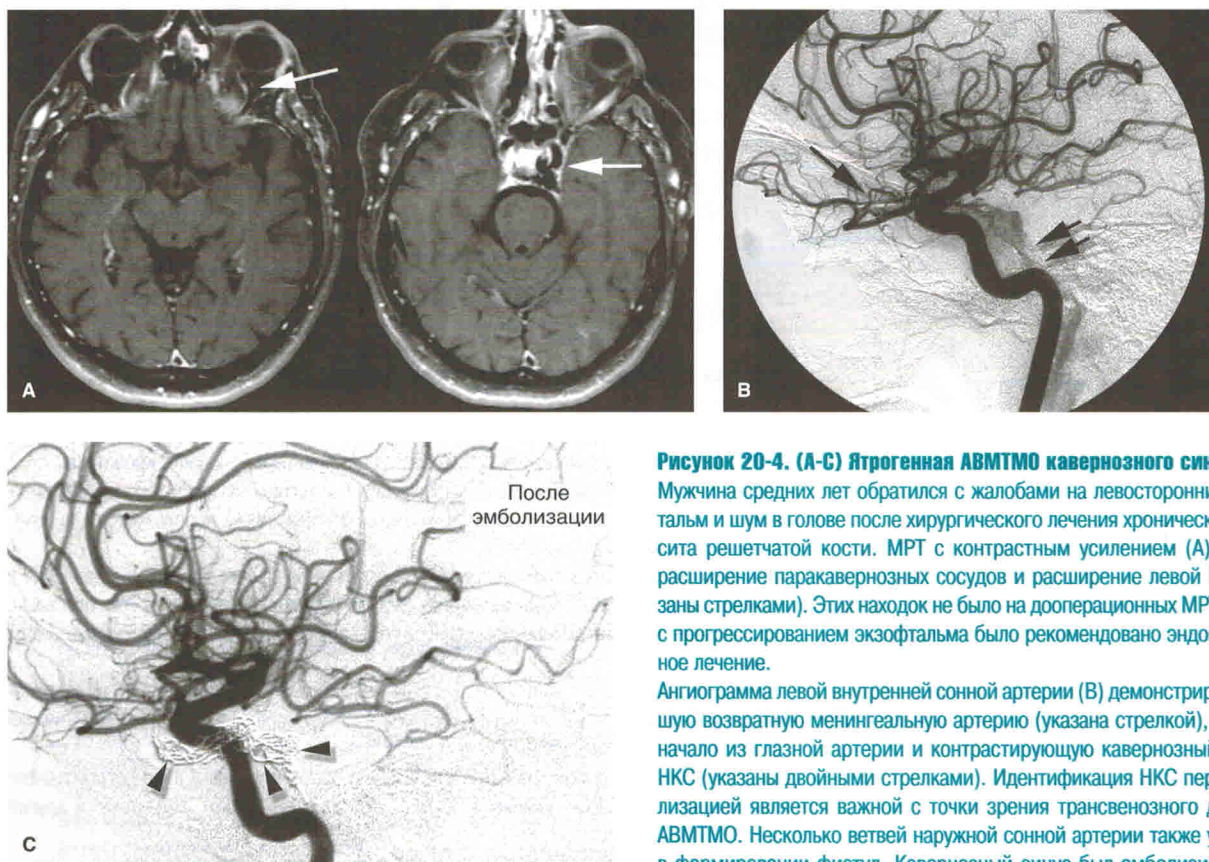 A
B
После
эмболизации
C
Рисунок 20-4. (A-C) Ятрогенная АВМТМО кавернозного син
Мужчина средних лет обратился с жалобами на левосторонни
тальм и шум в голове после хирургического лечения хроническ
сита решетчатой кости. МРТ с контрастным усилением (А)
расширение паракавернозных сосудов и расширение левой
заны стрелками). Этих находок не было на дооперационных МР
с прогрессированием экзофтальма было рекомендовано эндо
ное лечение.
Ангиограмма левой внутренней сонной артерии (В) демонстрир
шую возвратную менингеальную артерию (указана стрелкой),
начало из глазной артерии и контрастирующую кавернозный
НКС (указаны двойными стрелками). Идентификация НКС пер
лизацией является важной с точки зрения трансвенозного д
АВМТМО. Несколько ветвей наружной сонной артерии также у